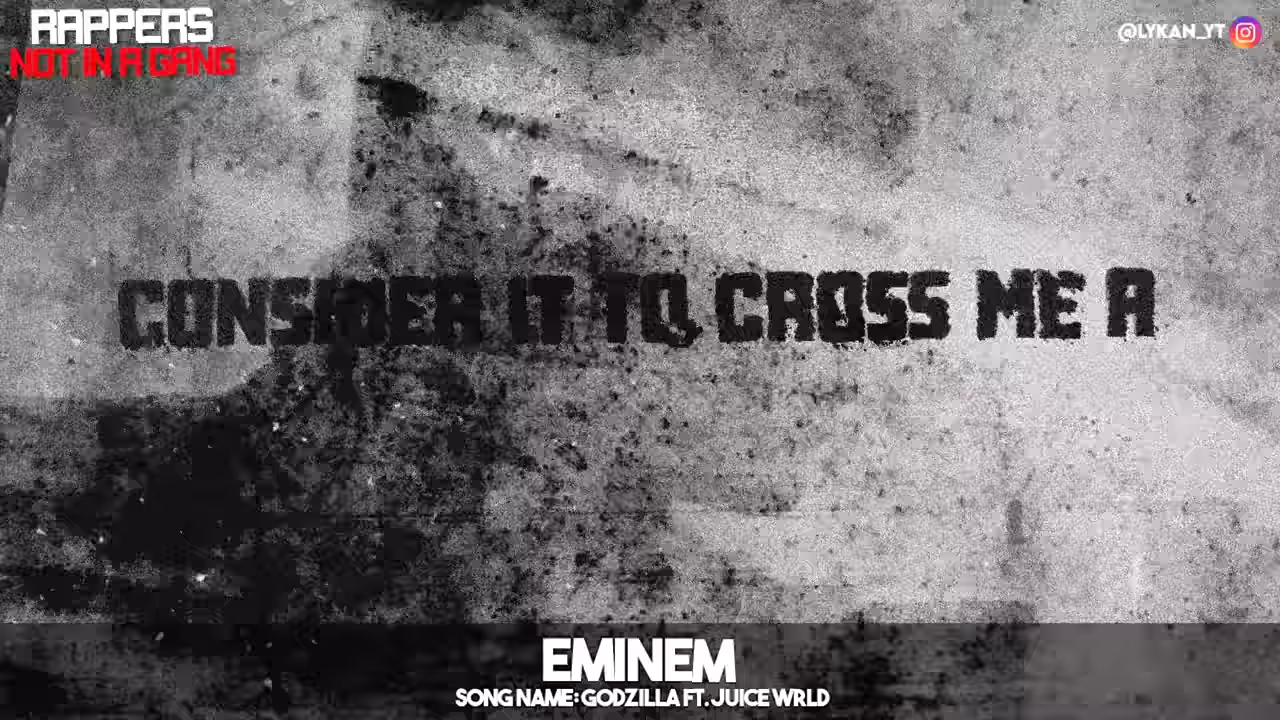 RAPPERS
NOT IN A GANG
@LYKAN_YT
CONSIDER IT TO CROSS ME A
EMINEM
SONG NAME: GODZILLA FT. JUICE WRLD